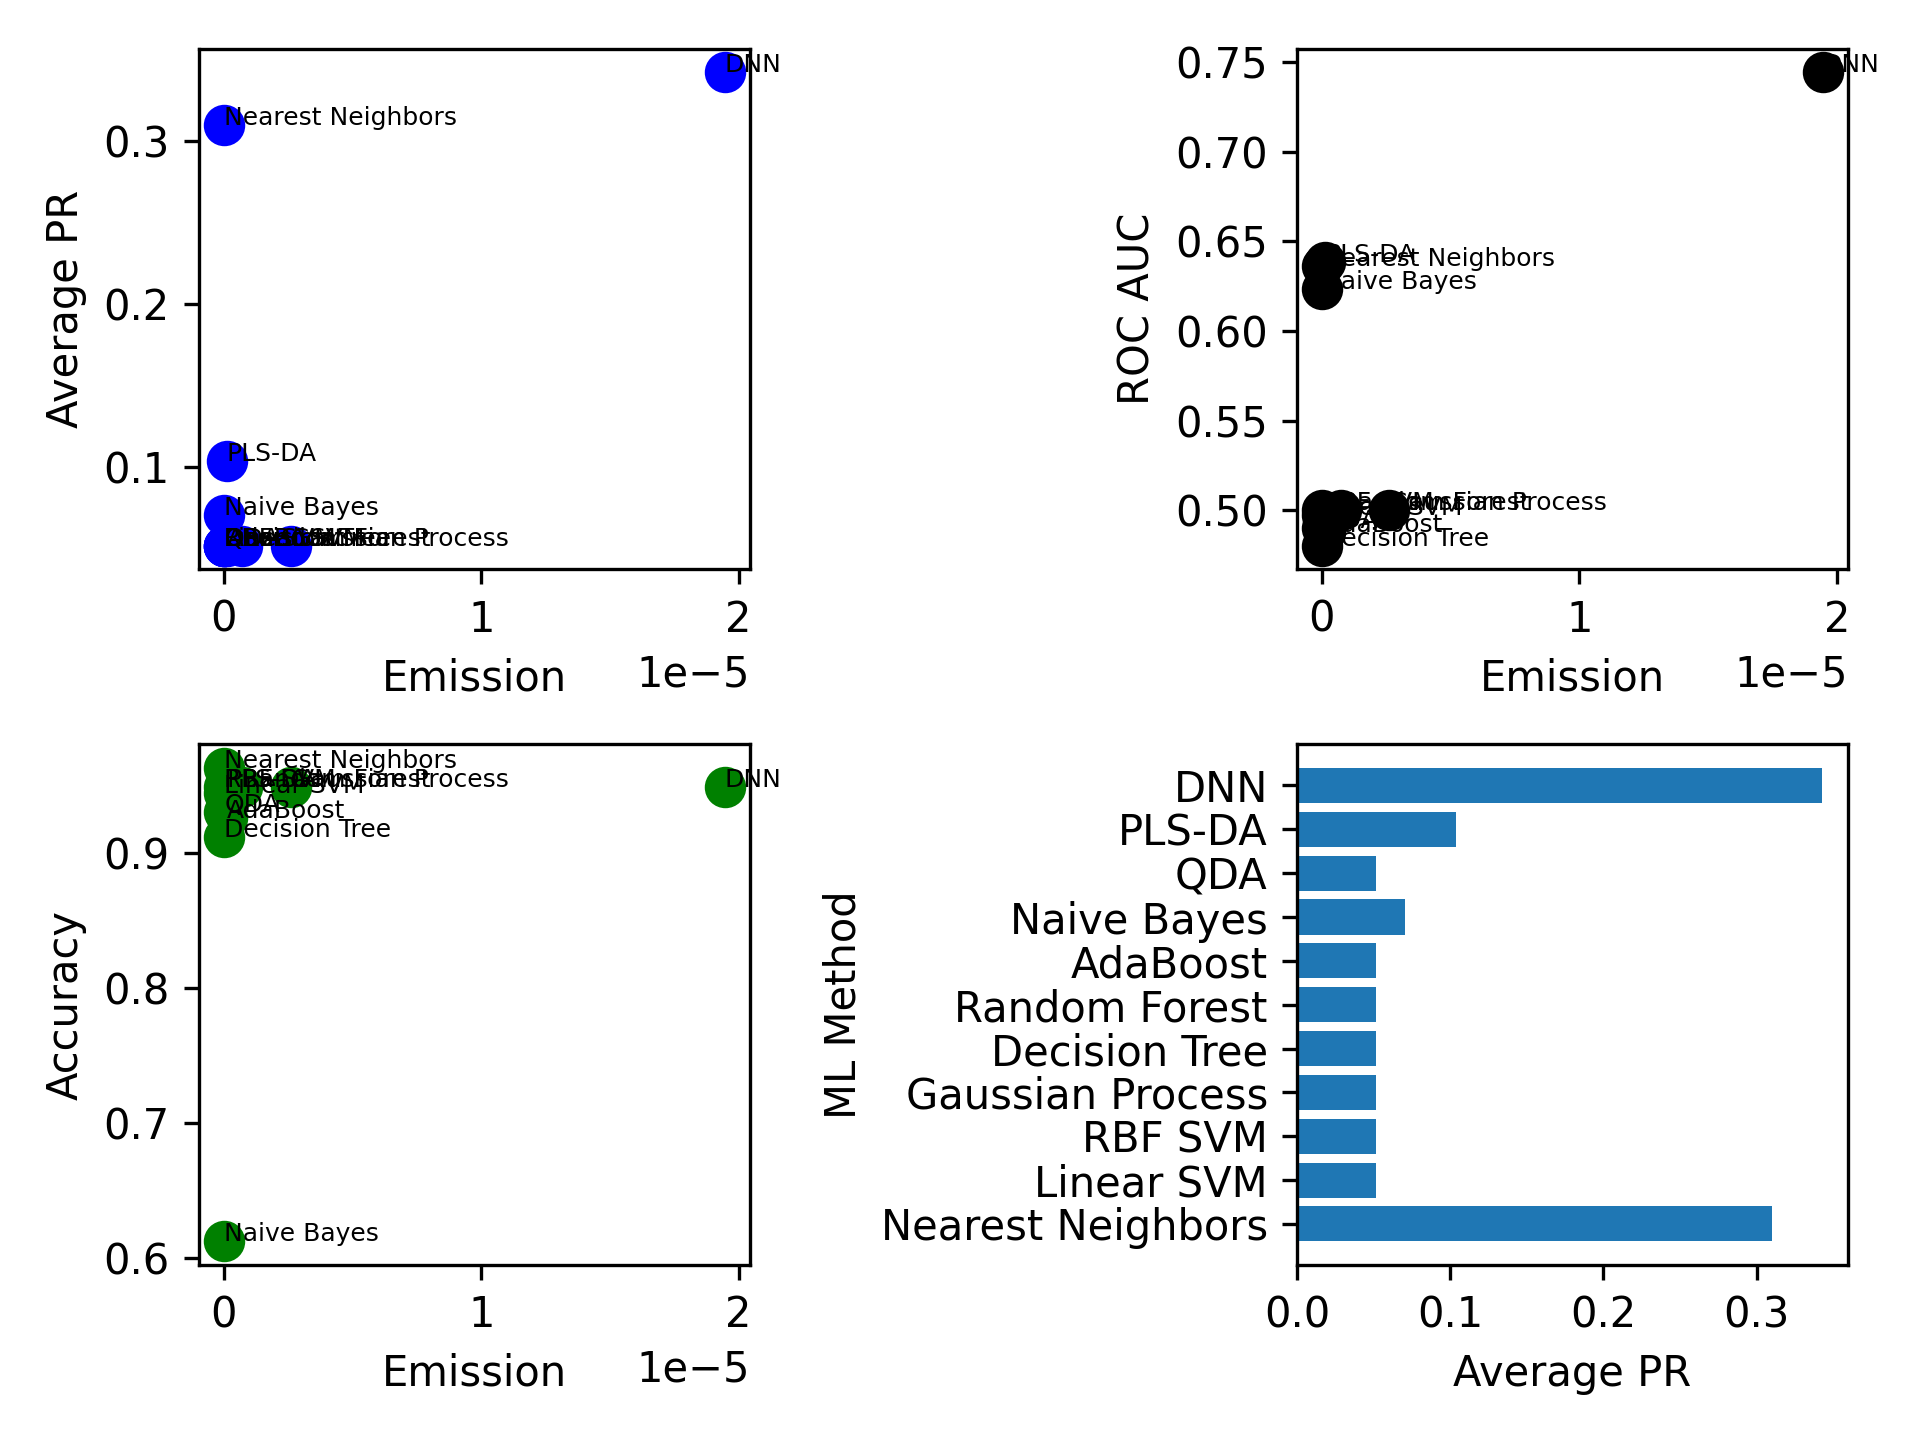 DNN
Nearest Neighbors
0.3
0.2
0.1
Average PR
PLS-DA
Naive Bayes
0
1
2
Emission
1e−5
0.75
0.70
0.65
0.60
0.55
0.50
ROC AUC
Nearest Neighbors
Naive Bayes
Decision Tree
0
1
2
Emission
1e−5
Nearest Neighbors
DNN
AdaBoost
Decision Tree
0.9
0.8
0.7
0.6
Accuracy
Naive Bayes
0
1
2
Emission
1e−5
ML Method
DNN
PLS-DA
QDA
Naive Bayes
AdaBoost
Random Forest
Decision Tree
Gaussian Process
RBF SVM
Linear SVM
Nearest Neighbors
0.0
0.1
0.2
0.3
Average PR